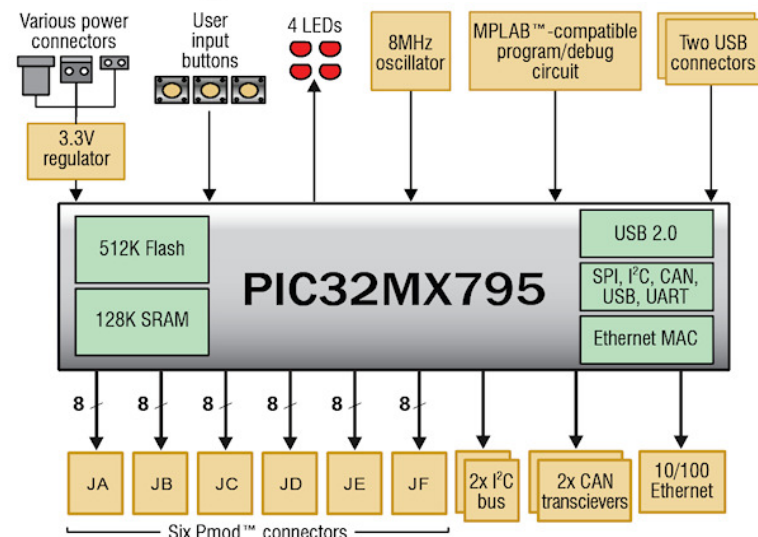 Various power
connectors
User
input
buttons
4 LEDs
8MHz
oscillator
MPLAB™-compatible
program/debug
circuit
Two USB
connectors
3.3V
regulator
512K Flash
128K SRAM
PIC32MX795
USB 2.0
SPI, I²C, CAN,
USB, UART
Ethernet MAC
8
8
8
8
8
8
JA
JB
JC
JD
JE
JF
2x I²C
bus
2x CAN
transcievers
10/100
Ethernet
Six Pmod™ connectors